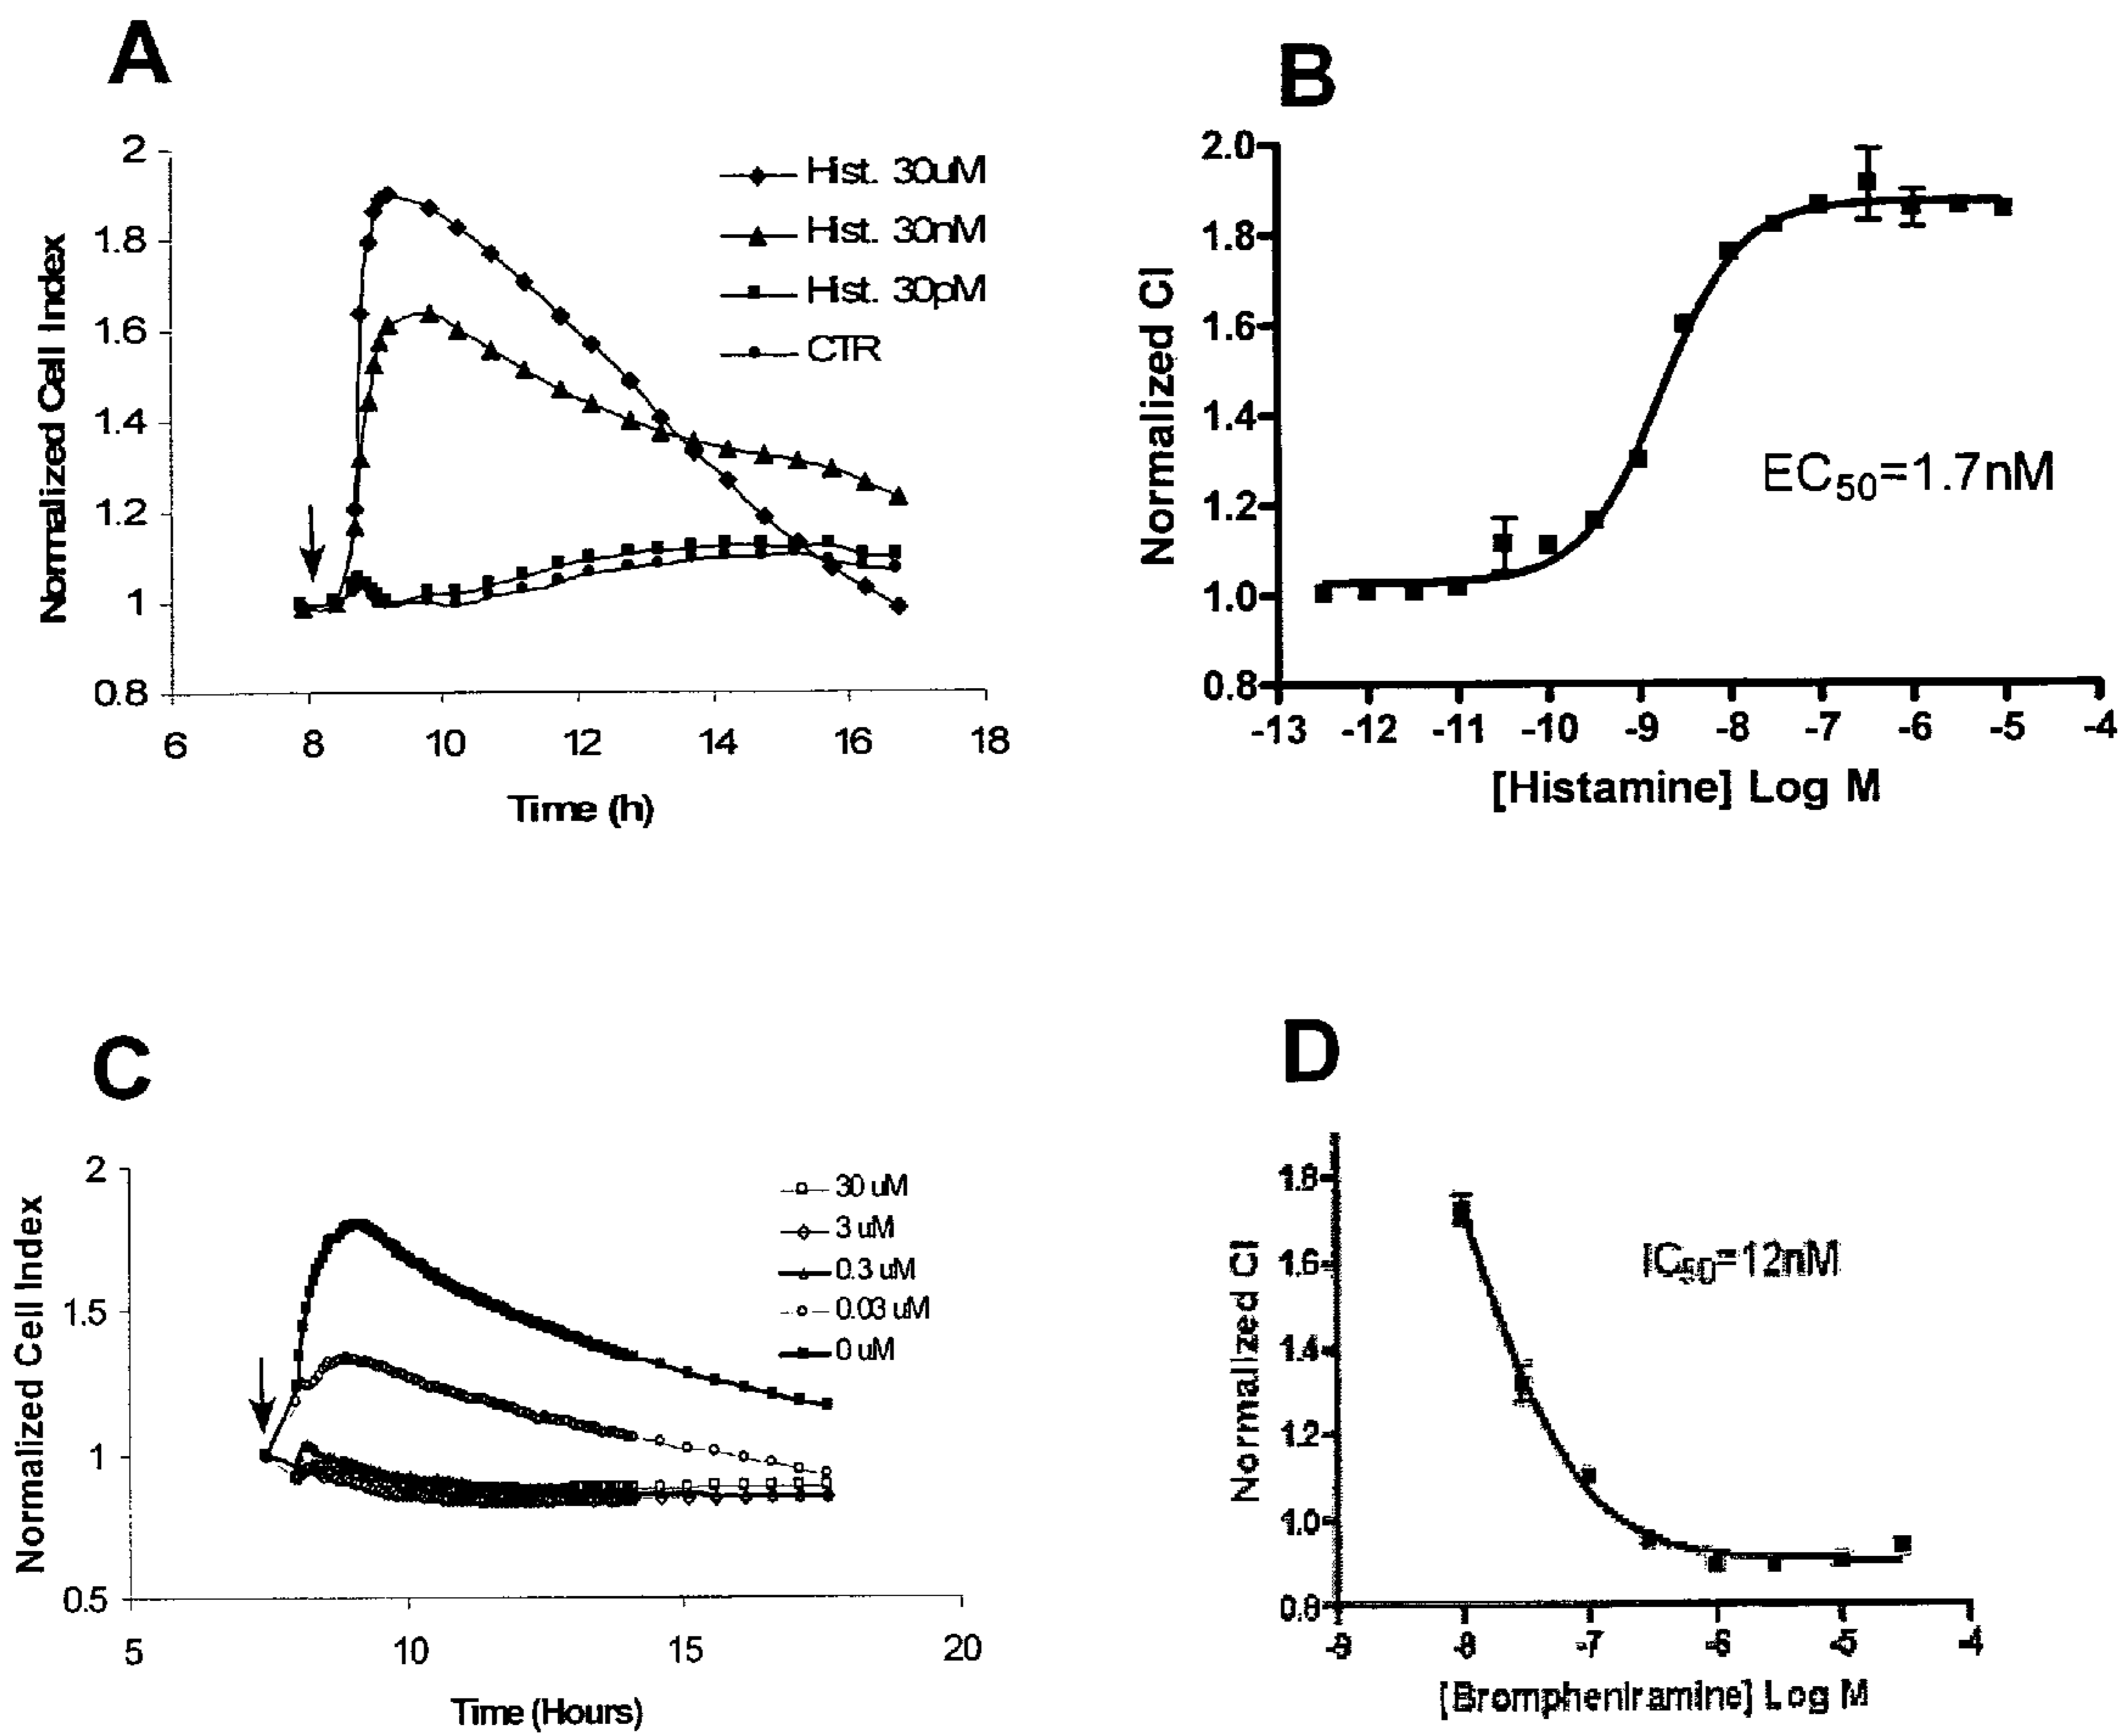 A
2
1.8
1.6
1.4
1.2
1
0.8
Normalized Cell Index
Hist. 30uM
Hist. 30nM
Hist. 30pM
CTR
6 8 10 12 14 16 18
Time (h)
B
2.0
1.8
1.6
1.4
1.2
1.0
0.8
Normalized CI
EC50=1.7nM
-13 -12 -11 -10 -9 -8 -7 -6 -5 -4
[Histamine] Log M
C
2
1.5
1
0.5
Normalized Cell Index
30 uM
3 uM
0.3 uM
0.03 uM
0 uM
5 10 15 20
Time (Hours)
D
1.8
1.6
1.4
1.2
1.0
0.8
Normalized CI
IC50=12nM
-9 -8 -7 -6 -5 -4
[Brompheniramine] Log M